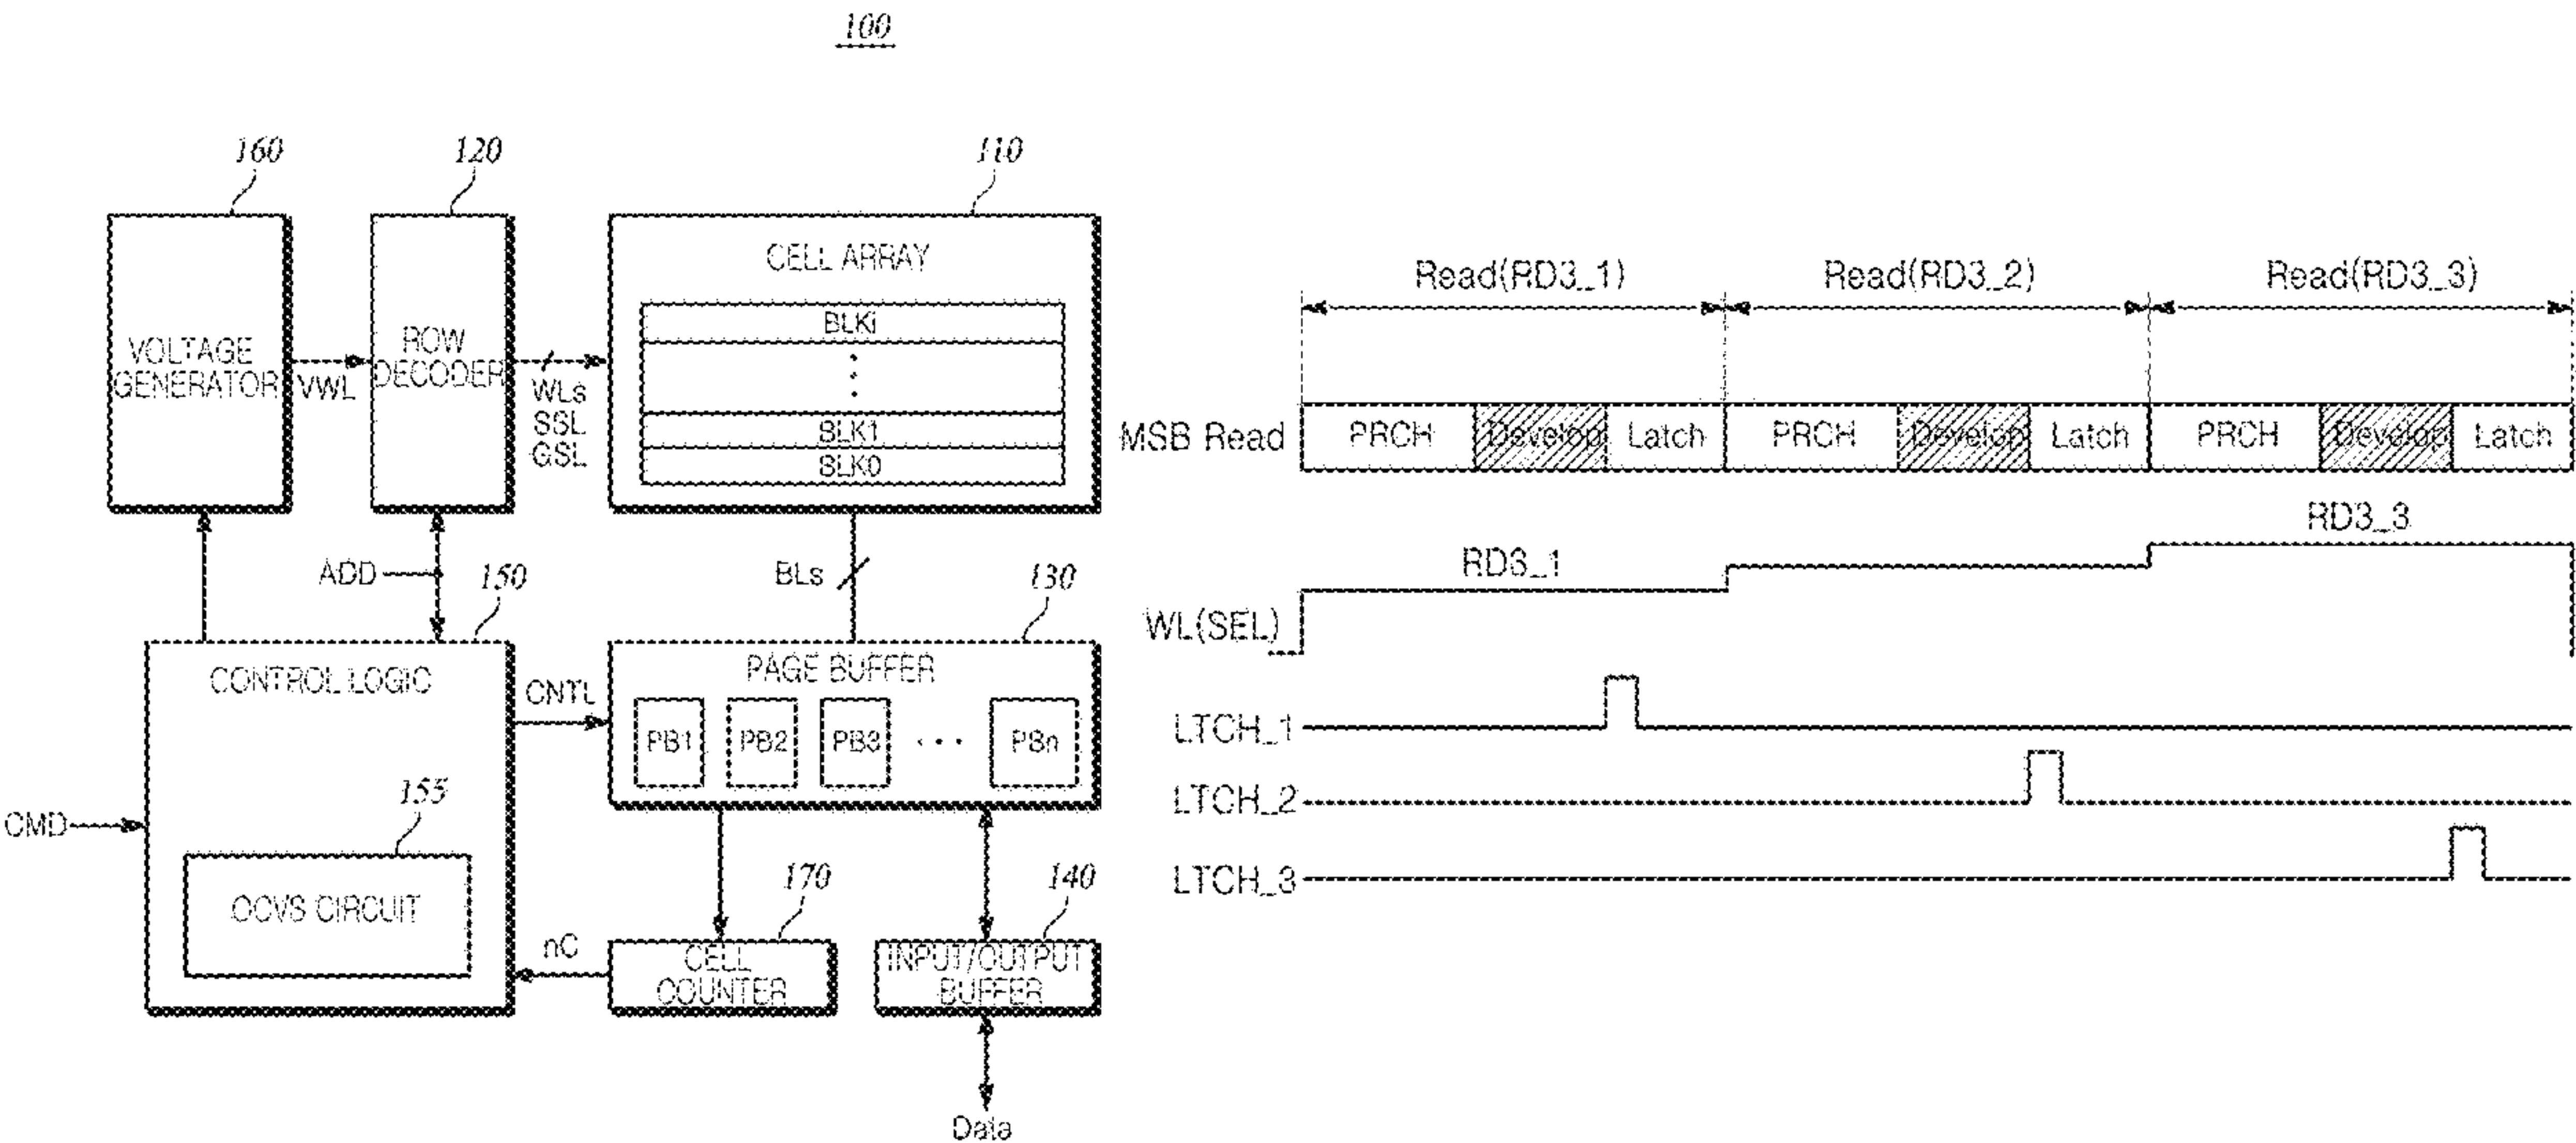 100
160
120
110
CELL ARRAY
BLKi
BLK1
BLK0
VOLTAGE
GENERATOR
VWL
ROW
DECODER
WLs
SSL
GSL
ADD
150
BLs
130
CONTROL LOGIC
CNTL
PAGE BUFFER
PB1
PB2
PB3
PBn
CMD
155
OCVS CIRCUIT
nC
170
CELL
COUNTER
140
INPUT/OUTPUT
BUFFER
Data
Read(RD3_1)
Read(RD3_2)
Read(RD3_3)
MSB Read
PRCH
Develop
Latch
PRCH
Develop
Latch
PRCH
Develop
Latch
RD3_1
RD3_3
WL(SEL)
LTCH_1
LTCH_2
LTCH_3